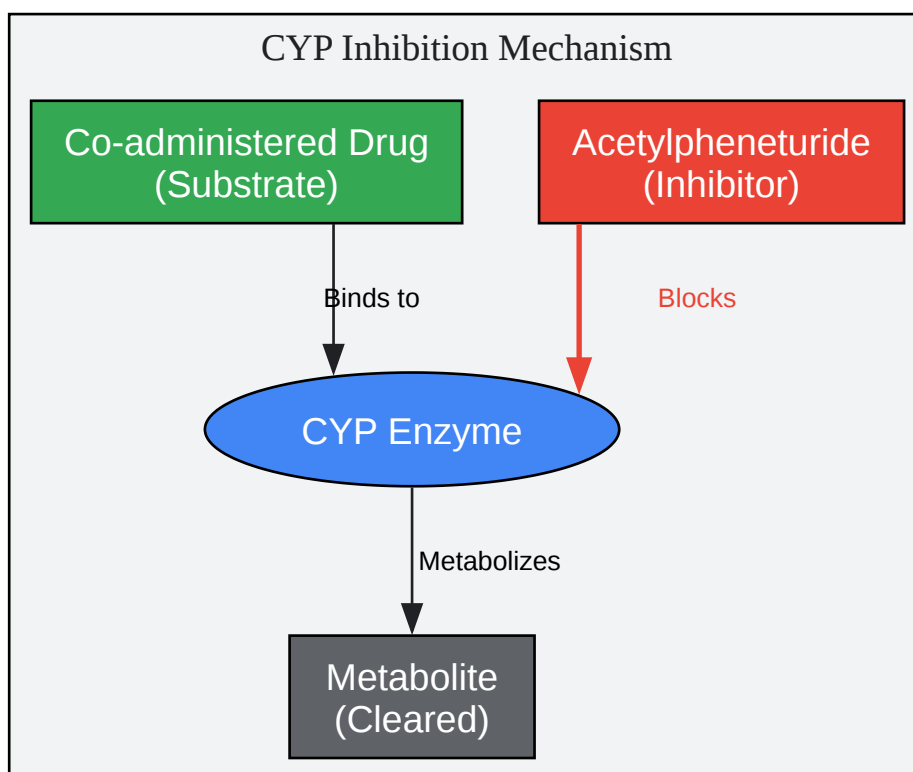 CYP Inhibition Mechanism
Co-administered Drug
(Substrate)
Acetylpheneturide
(Inhibitor)
Binds to
Blocks
CYP Enzyme
Metabolizes
Metabolite
(Cleared)